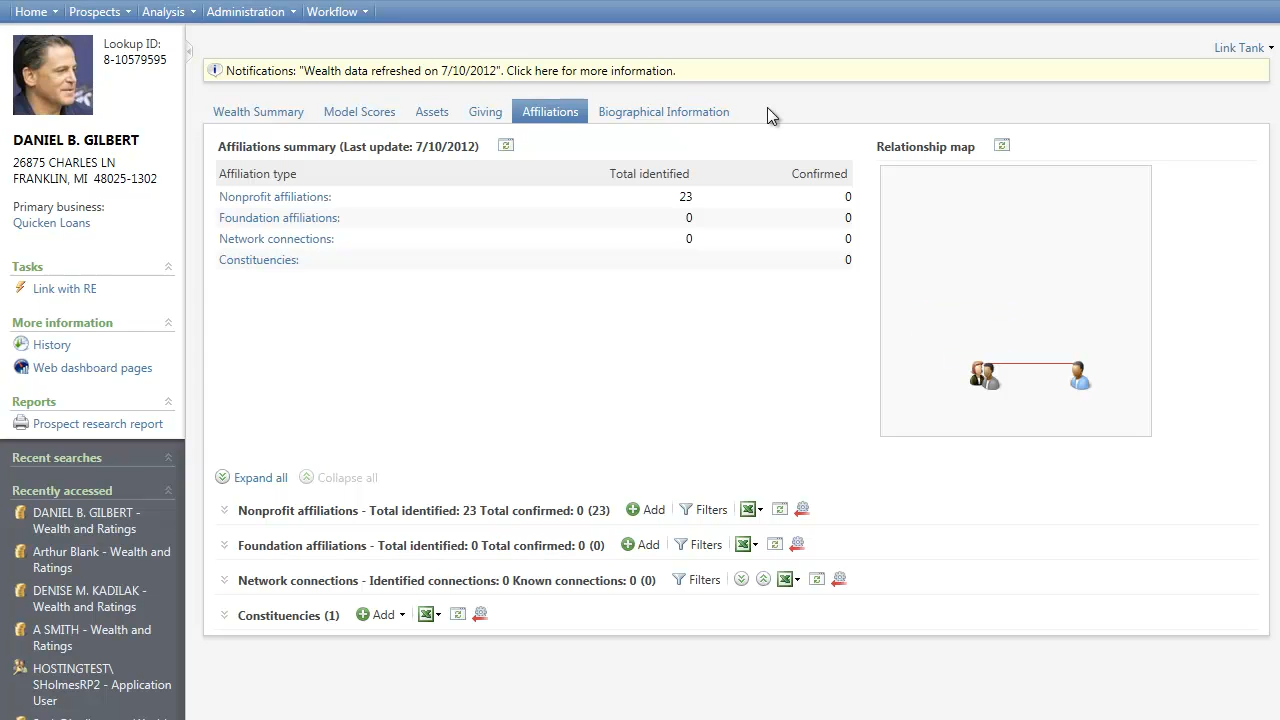 Home Prospects Analysis Administration Workflow
Lookup ID:
8-10579595
DANIEL B. GILBERT
26875 CHARLES LN
FRANKLIN, MI 48025-1302
Primary business:
Quicken Loans
Tasks
Link with RE
More information
History
Web dashboard pages
Reports
Prospect research report
Recent searches
Recently accessed
DANIEL B. GILBERT -
Wealth and Ratings
Arthur Blank - Wealth and
Ratings
DENISE M. KADILAK -
Wealth and Ratings
A SMITH - Wealth and
Ratings
HOSTINGTEST\
SHolmesRP2 - Application
User
Link Tank
Notifications: "Wealth data refreshed on 7/10/2012". Click here for more information.
Wealth Summary Model Scores Assets Giving Affiliations Biographical Information
Affiliations summary (Last update: 7/10/2012)
Affiliation type Total identified Confirmed
Nonprofit affiliations: 23 0
Foundation affiliations: 0 0
Network connections: 0 0
Constituencies: 0
Relationship map
Expand all Collapse all
Nonprofit affiliations - Total identified: 23 Total confirmed: 0 (23) Add Filters
Foundation affiliations - Total identified: 0 Total confirmed: 0 (0) Add Filters
Network connections - Identified connections: 0 Known connections: 0 (0) Filters
Constituencies (1) Add